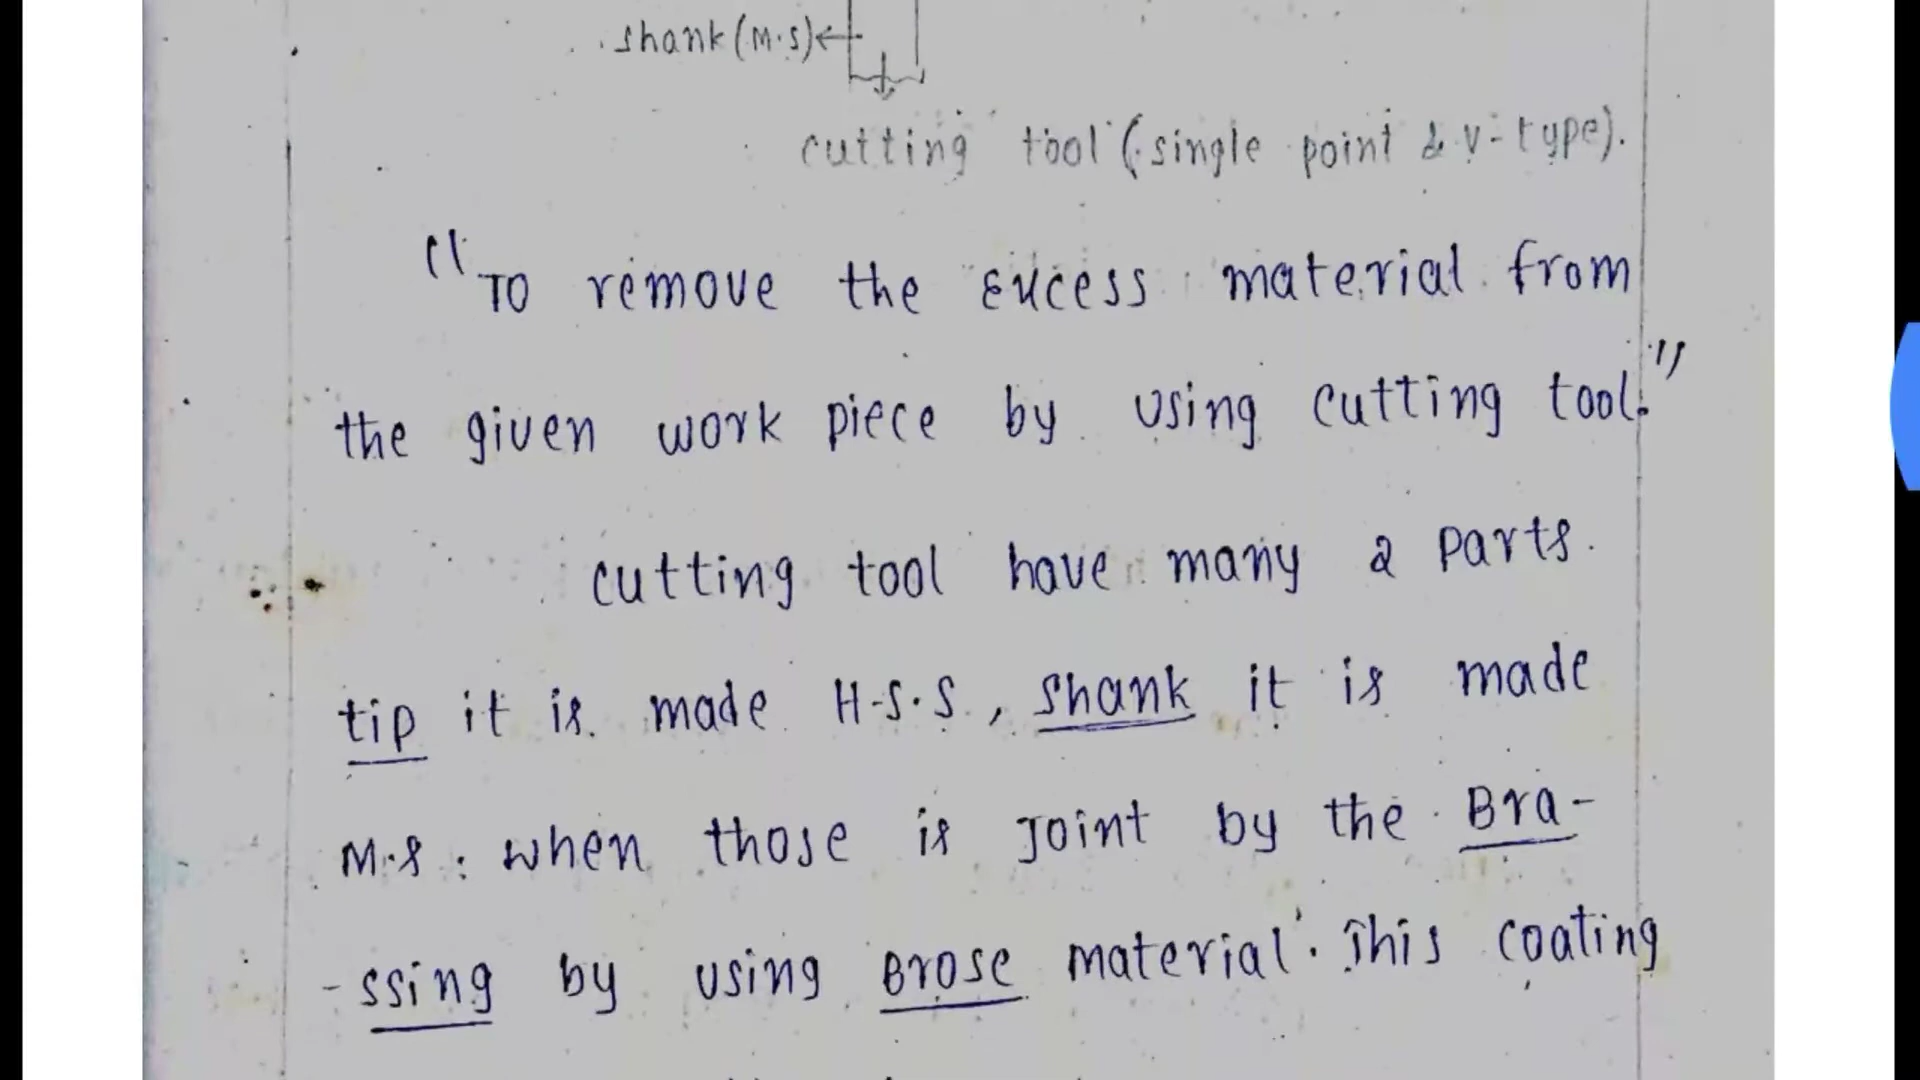 shank (M.S)
cutting tool (single point & v-type).
"To remove the excess material from
the given work piece by using cutting tool."
cutting tool have many 2 parts.
tip it is made H.S.S, shank it is made
M.S. when those is Joint by the Bra-
-ssing by using Brose material. This coating